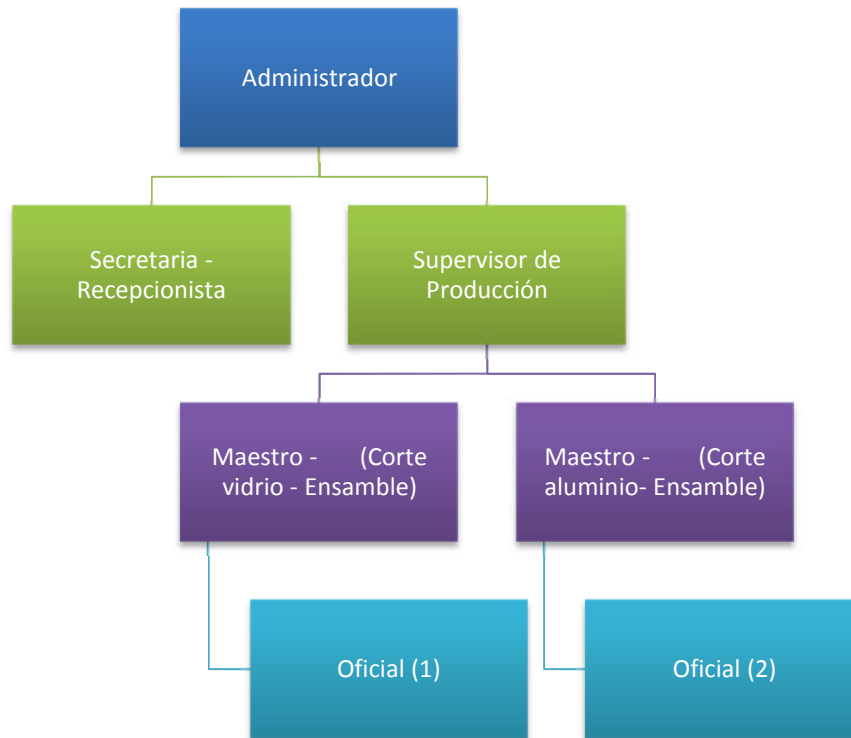 Administrador
Secretaria -
Recepcionista
Supervisor de
Producción
Maestro - (Corte
vidrio - Ensamble)
Maestro - (Corte
aluminio- Ensamble)
Oficial (1)
Oficial (2)